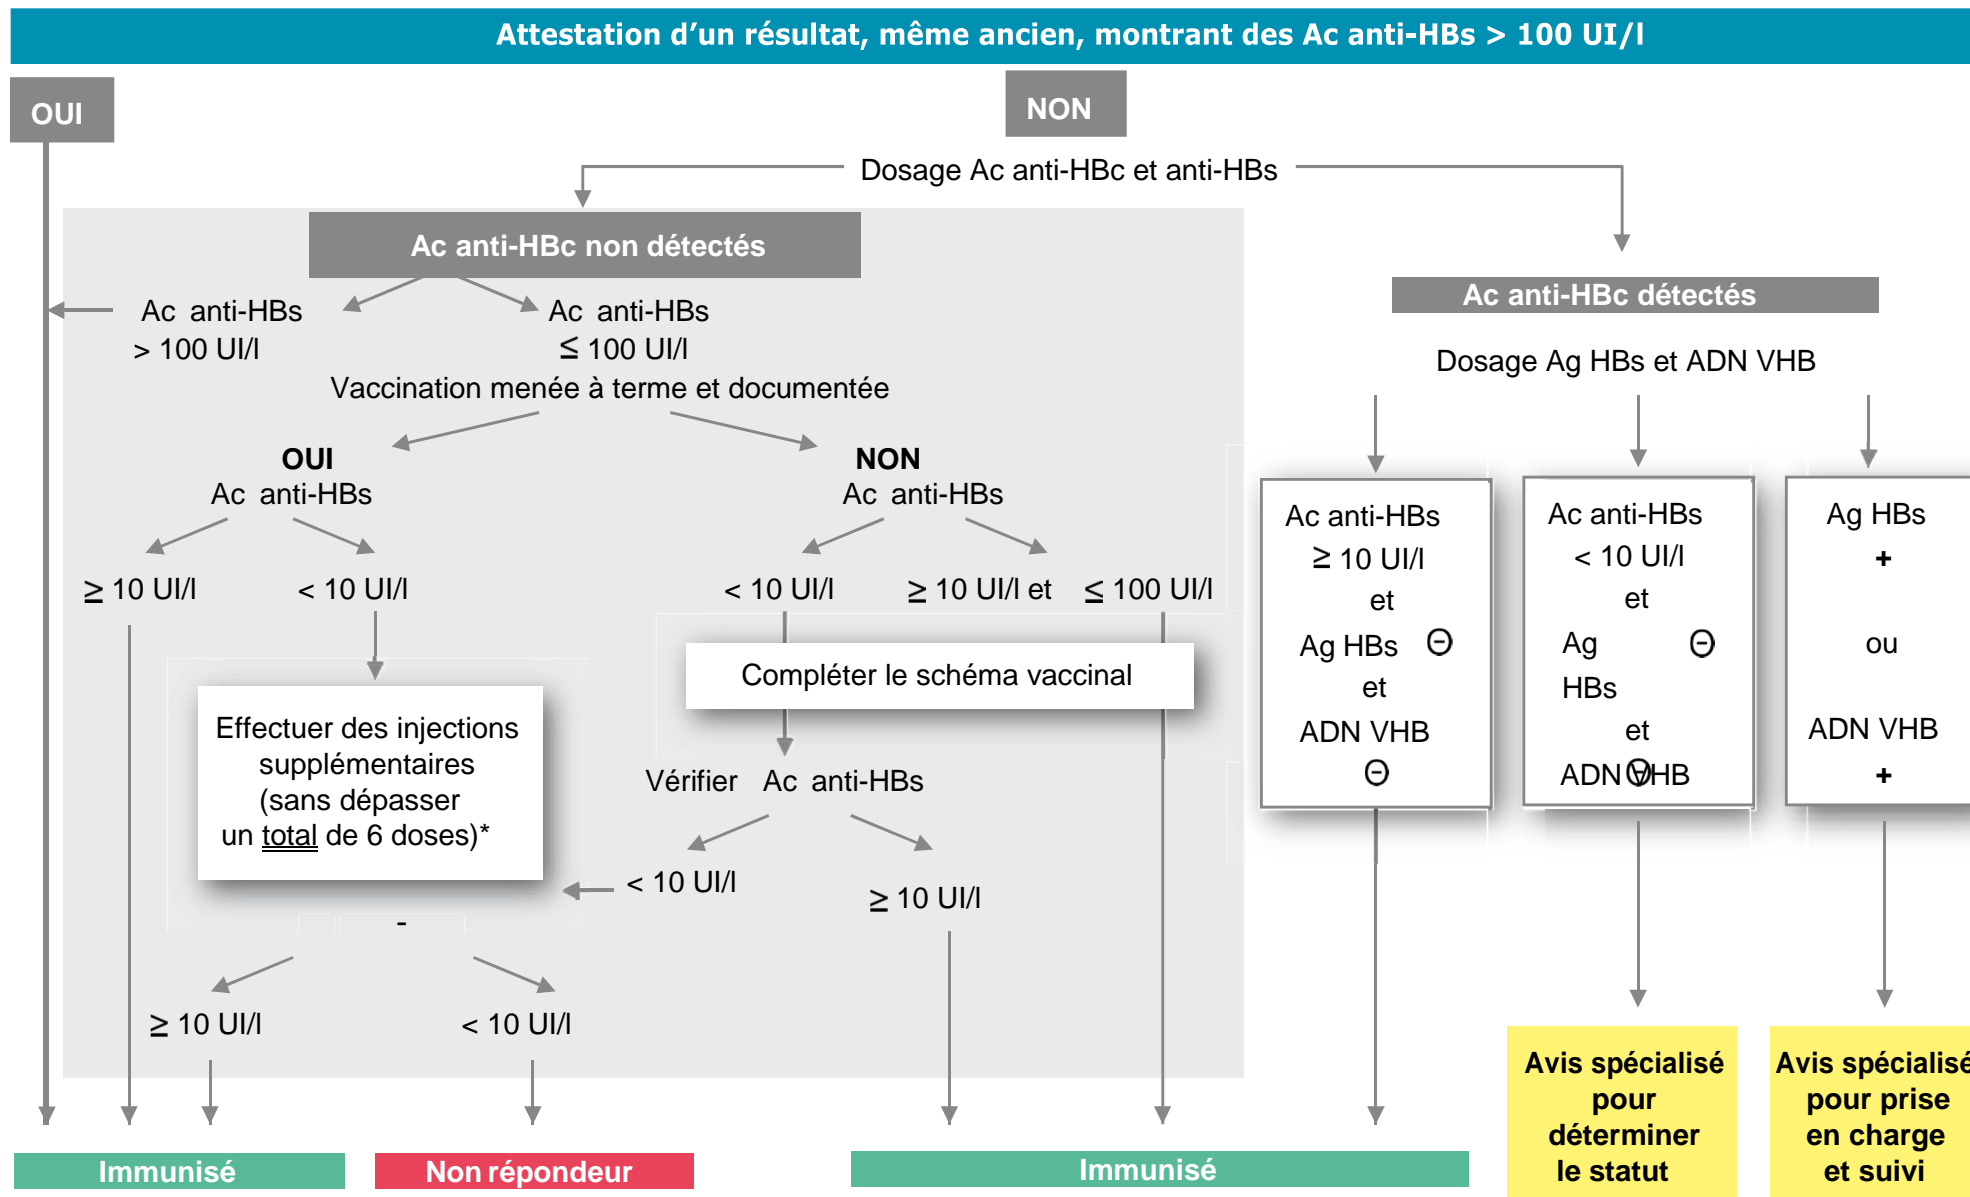 Attestation d’un résultat, même ancien, montrant des Ac anti-HBs > 100 UI/l
OUI
NON
Dosage Ac anti-HBc et anti-HBs
Ac anti-HBc non détectés
Ac anti-HBs
> 100 UI/l
Ac anti-HBs
≤ 100 UI/l
Vaccination menée à terme et documentée
OUI
Ac anti-HBs
NON
Ac anti-HBs
≥ 10 UI/l
< 10 UI/l
< 10 UI/l
≥ 10 UI/l et
≤ 100 UI/l
Effectuer des injections
supplémentaires
(sans dépasser
un total de 6 doses)*
-
Compléter le schéma vaccinal
Vérifier Ac anti-HBs
< 10 UI/l
≥ 10 UI/l
≥ 10 UI/l
< 10 UI/l
Ac anti-HBc détectés
Dosage Ag HBs et ADN VHB
Ac anti-HBs
≥ 10 UI/l
et
Ag HBs ⊖
et
ADN VHB
⊖
Ac anti-HBs
< 10 UI/l
et
Ag ⊖
HBs
et
ADN VHB
⊖
Ag HBs
+
ou
ADN VHB
+
Immunisé
Non répondeur
Immunisé
Avis spécialisé
pour
déterminer
le statut
Avis spécialisé
pour prise
en charge
et suivi